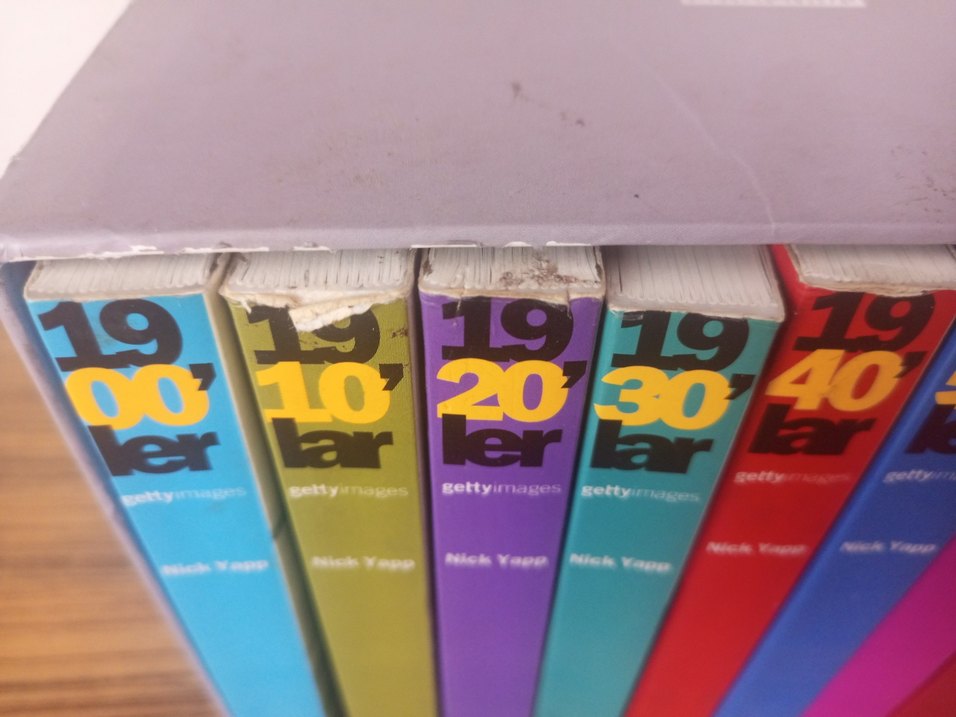 19
00'
ler
gettyimages
Nick Yapp
19
10'
lar
gettyimages
Nick Yapp
19
20'
ler
gettyimages
Nick Yapp
19
30'
lar
gettyimages
Nick Yapp
19
40'
lar
gettyimages
Nick Yapp
Nick Yapp